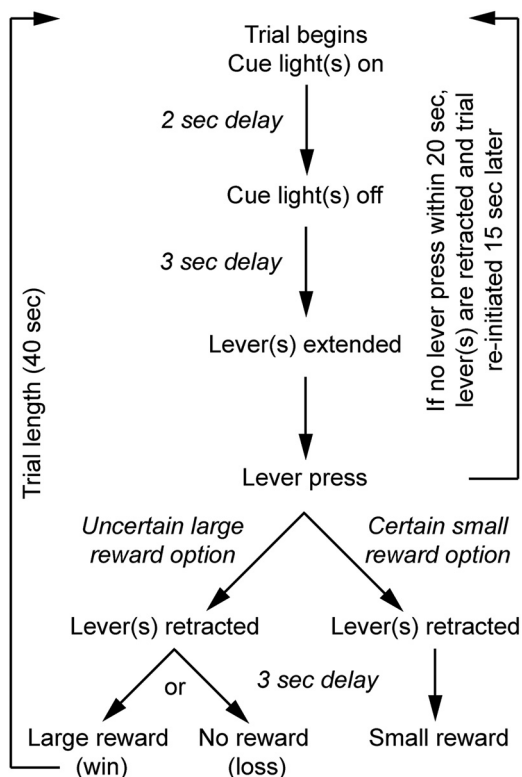 Trial begins
Cue light(s) on
2 sec delay
Cue light(s) off
3 sec delay
Lever(s) extended
Lever press
If no lever press within 20 sec,
lever(s) are retracted and trial
re-initiated 15 sec later
Trial length (40 sec)
Uncertain large
reward option
Certain small
reward option
Lever(s) retracted
Lever(s) retracted
or
3 sec delay
Large reward
(win)
No reward
(loss)
Small reward